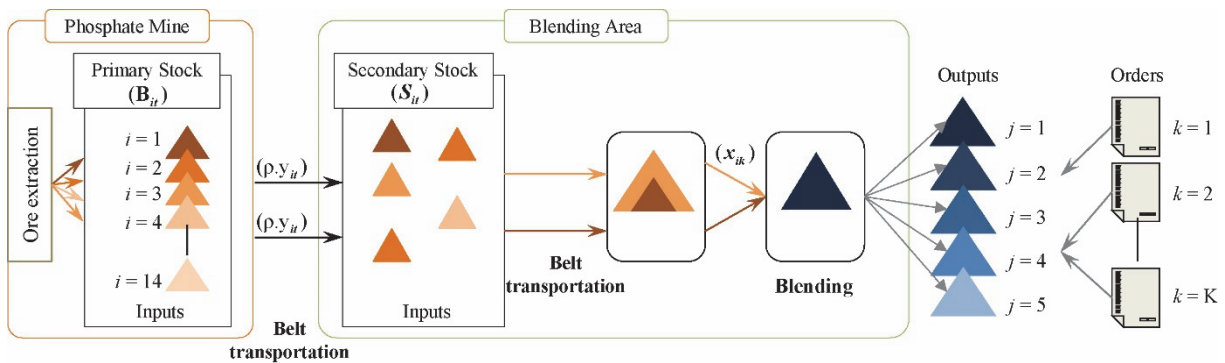 Phosphate Mine
Blending Area
Ore extraction
Primary Stock
(B_it)
i = 1
i = 2
i = 3
i = 4
i = 14
Inputs
(ρ.y_it)
(ρ.y_it)
Belt
transportation
Secondary Stock
(S_it)
Inputs
Belt
transportation
(x_ik)
Blending
Outputs
j = 1
j = 2
j = 3
j = 4
j = 5
Orders
k = 1
k = 2
k = K